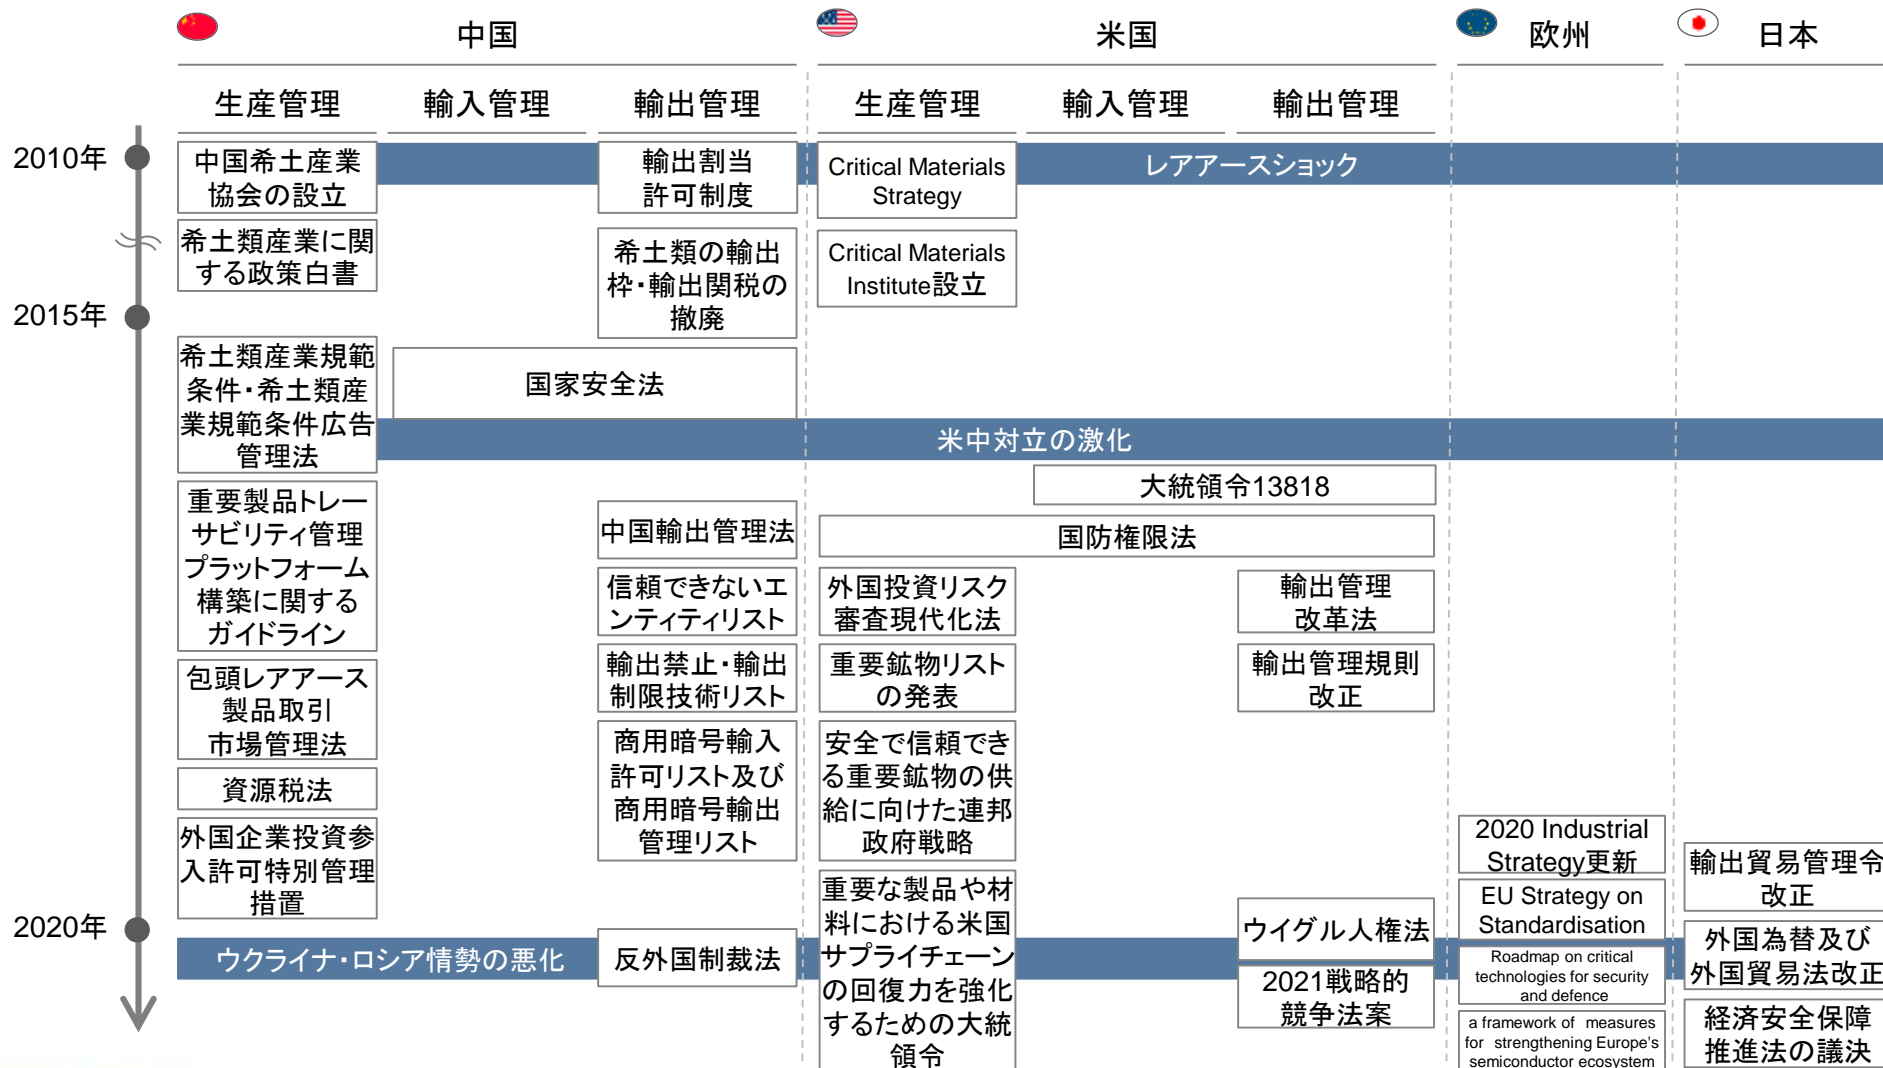 中国
米国
欧州
日本
生産管理
輸入管理
輸出管理
生産管理
輸入管理
輸出管理
2010年
2015年
2020年
レアアースショック
米中対立の激化
ウクライナ・ロシア情勢の悪化
中国希土産業
協会の設立
希土類産業に関
する政策白書
希土類産業規範
条件・希土類産
業規範条件広告
管理法
重要製品トレー
サビリティ管理
プラットフォーム
構築に関する
ガイドライン
包頭レアアース
製品取引
市場管理法
資源税法
外国企業投資参
入許可特別管理
措置
国家安全法
輸出割当
許可制度
希土類の輸出
枠・輸出関税の
撤廃
中国輸出管理法
信頼できないエ
ンティティリスト
輸出禁止・輸出
制限技術リスト
商用暗号輸入
許可リスト及び
商用暗号輸出
管理リスト
反外国制裁法
Critical Materials
Strategy
Critical Materials
Institute設立
大統領令13818
国防権限法
外国投資リスク
審査現代化法
重要鉱物リスト
の発表
安全で信頼でき
る重要鉱物の供
給に向けた連邦
政府戦略
重要な製品や材
料における米国
サプライチェーン
の回復力を強化
するための大統
領令
輸出管理
改革法
輸出管理規則
改正
ウイグル人権法
2021戦略的
競争法案
2020 Industrial
Strategy更新
EU Strategy on
Standardisation
Roadmap on critical
technologies for security
and defence
a framework of measures
for strengthening Europe's
semiconductor ecosystem
輸出貿易管理令
改正
外国為替及び
外国貿易法改正
経済安全保障
推進法の議決